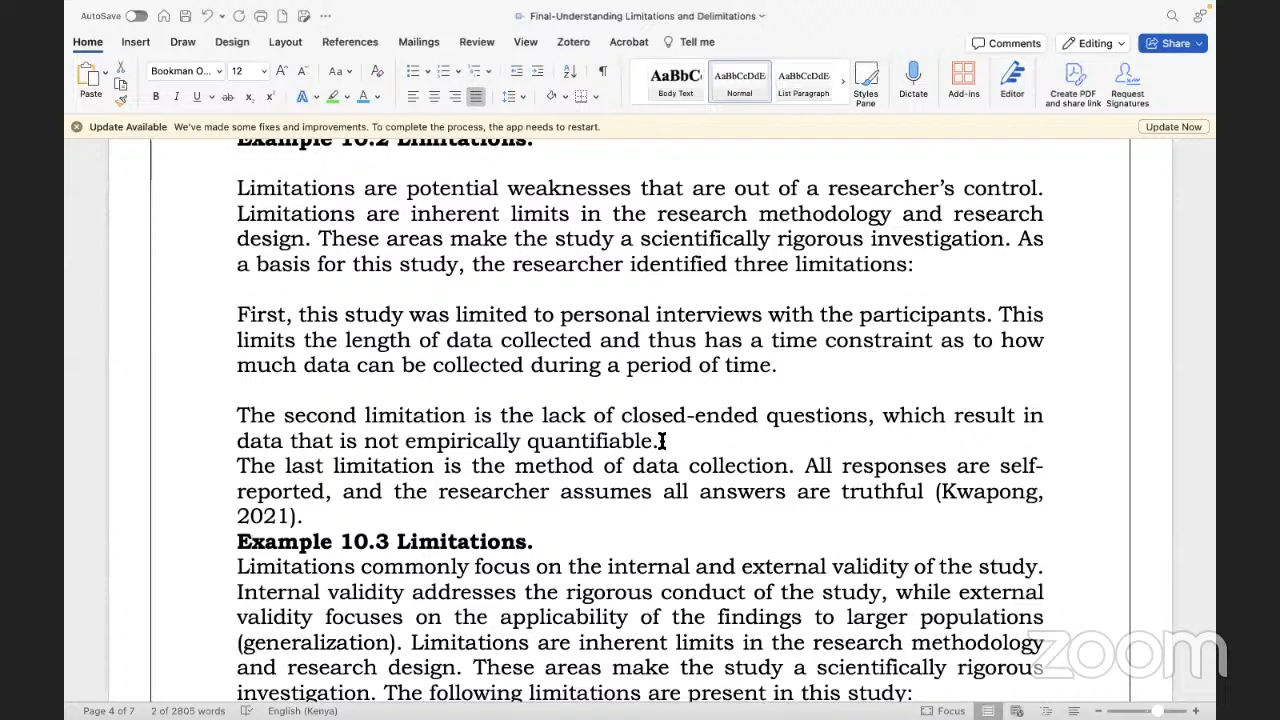 AutoSave
Final-Understanding Limitations and Delimitations
Home Insert Draw Design Layout References Mailings Review View Zotero Acrobat Tell me Comments Editing Share
Paste
Bookman O... 12 Aa
B I U ab x x A A
AaBbC AaBbCcDdE AaBbCcDdE
Body Text Normal List Paragraph
Styles Pane
Dictate
Add-ins
Editor
Create PDF and share link
Request Signatures
Update Available We've made some fixes and improvements. To complete the process, the app needs to restart. Update Now
Example 10.2 Limitations.
Limitations are potential weaknesses that are out of a researcher's control.
Limitations are inherent limits in the research methodology and research
design. These areas make the study a scientifically rigorous investigation. As
a basis for this study, the researcher identified three limitations:
First, this study was limited to personal interviews with the participants. This
limits the length of data collected and thus has a time constraint as to how
much data can be collected during a period of time.
The second limitation is the lack of closed-ended questions, which result in
data that is not empirically quantifiable.
The last limitation is the method of data collection. All responses are self-
reported, and the researcher assumes all answers are truthful (Kwapong,
2021).
Example 10.3 Limitations.
Limitations commonly focus on the internal and external validity of the study.
Internal validity addresses the rigorous conduct of the study, while external
validity focuses on the applicability of the findings to larger populations
(generalization). Limitations are inherent limits in the research methodology
and research design. These areas make the study a scientifically rigorous
investigation. The following limitations are present in this study:
zoom
Page 4 of 7 2 of 2805 words English (Kenya) Focus